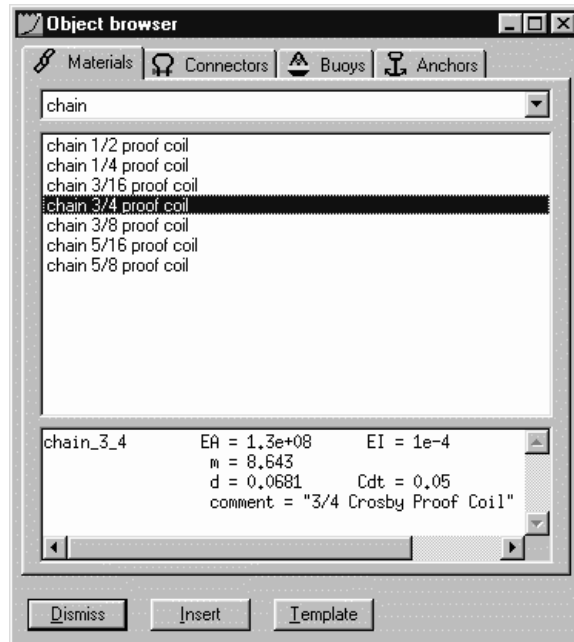 Object browser
Materials Connectors Buoys Anchors
chain
chain 1/2 proof coil
chain 1/4 proof coil
chain 3/16 proof coil
chain 3/4 proof coil
chain 3/8 proof coil
chain 5/16 proof coil
chain 5/8 proof coil
chain_3_4 EA = 1.3e+08 EI = 1e-4
m = 8.643
d = 0.0681 Cdt = 0.05
comment = "3/4 Crosby Proof Coil"
Dismiss Insert Template